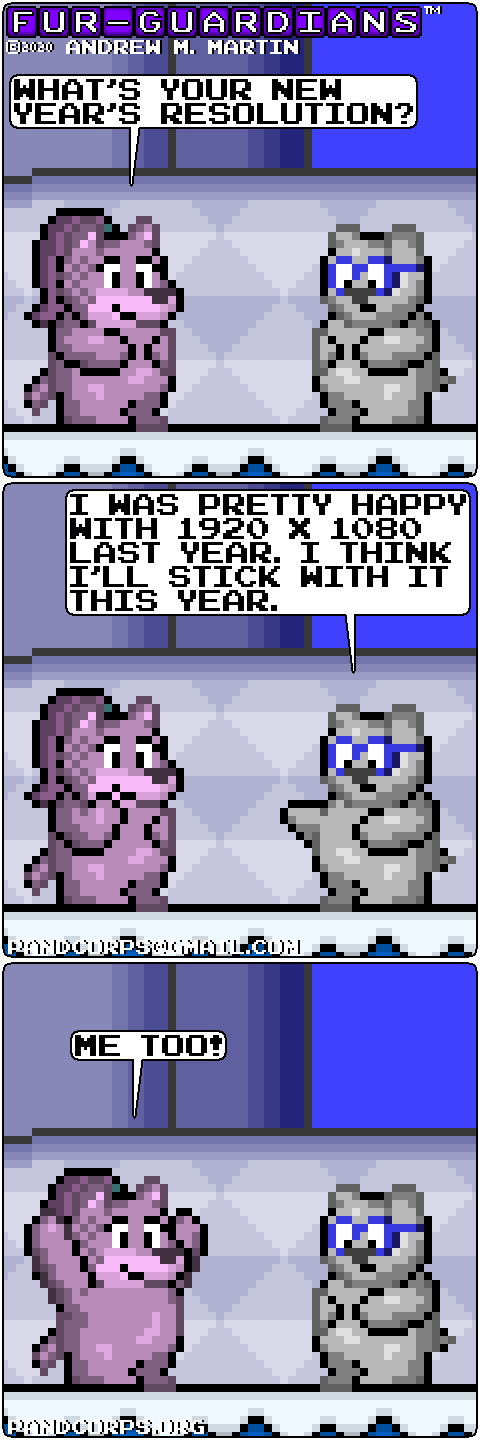 FUR-GUARDIANS™
©2020 ANDREW M. MARTIN
WHAT'S YOUR NEW
YEAR'S RESOLUTION?
I WAS PRETTY HAPPY
WITH 1920 X 1080
LAST YEAR. I THINK
I'LL STICK WITH IT
THIS YEAR.
RANDCORPS@GMAIL.COM
ME TOO!
RANDCORPS.ORG